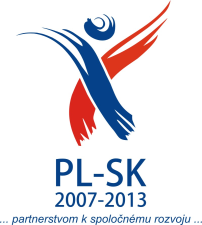 PL-SK
2007-2013
... partnerstvom k spoločnému rozvoju ...